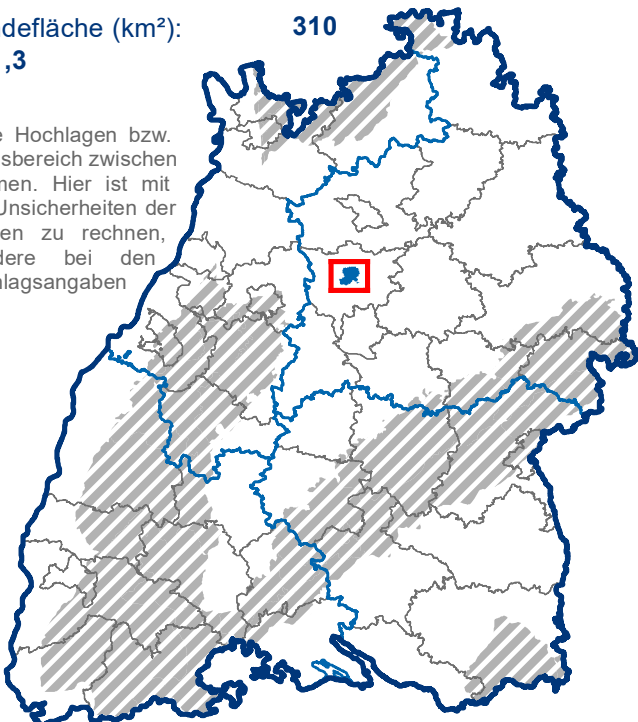 defläche (km²): 310
,3
e Hochlagen bzw.
sbereich zwischen
men. Hier ist mit
Unsicherheiten der
en zu rechnen,
dere bei den
lagsangaben